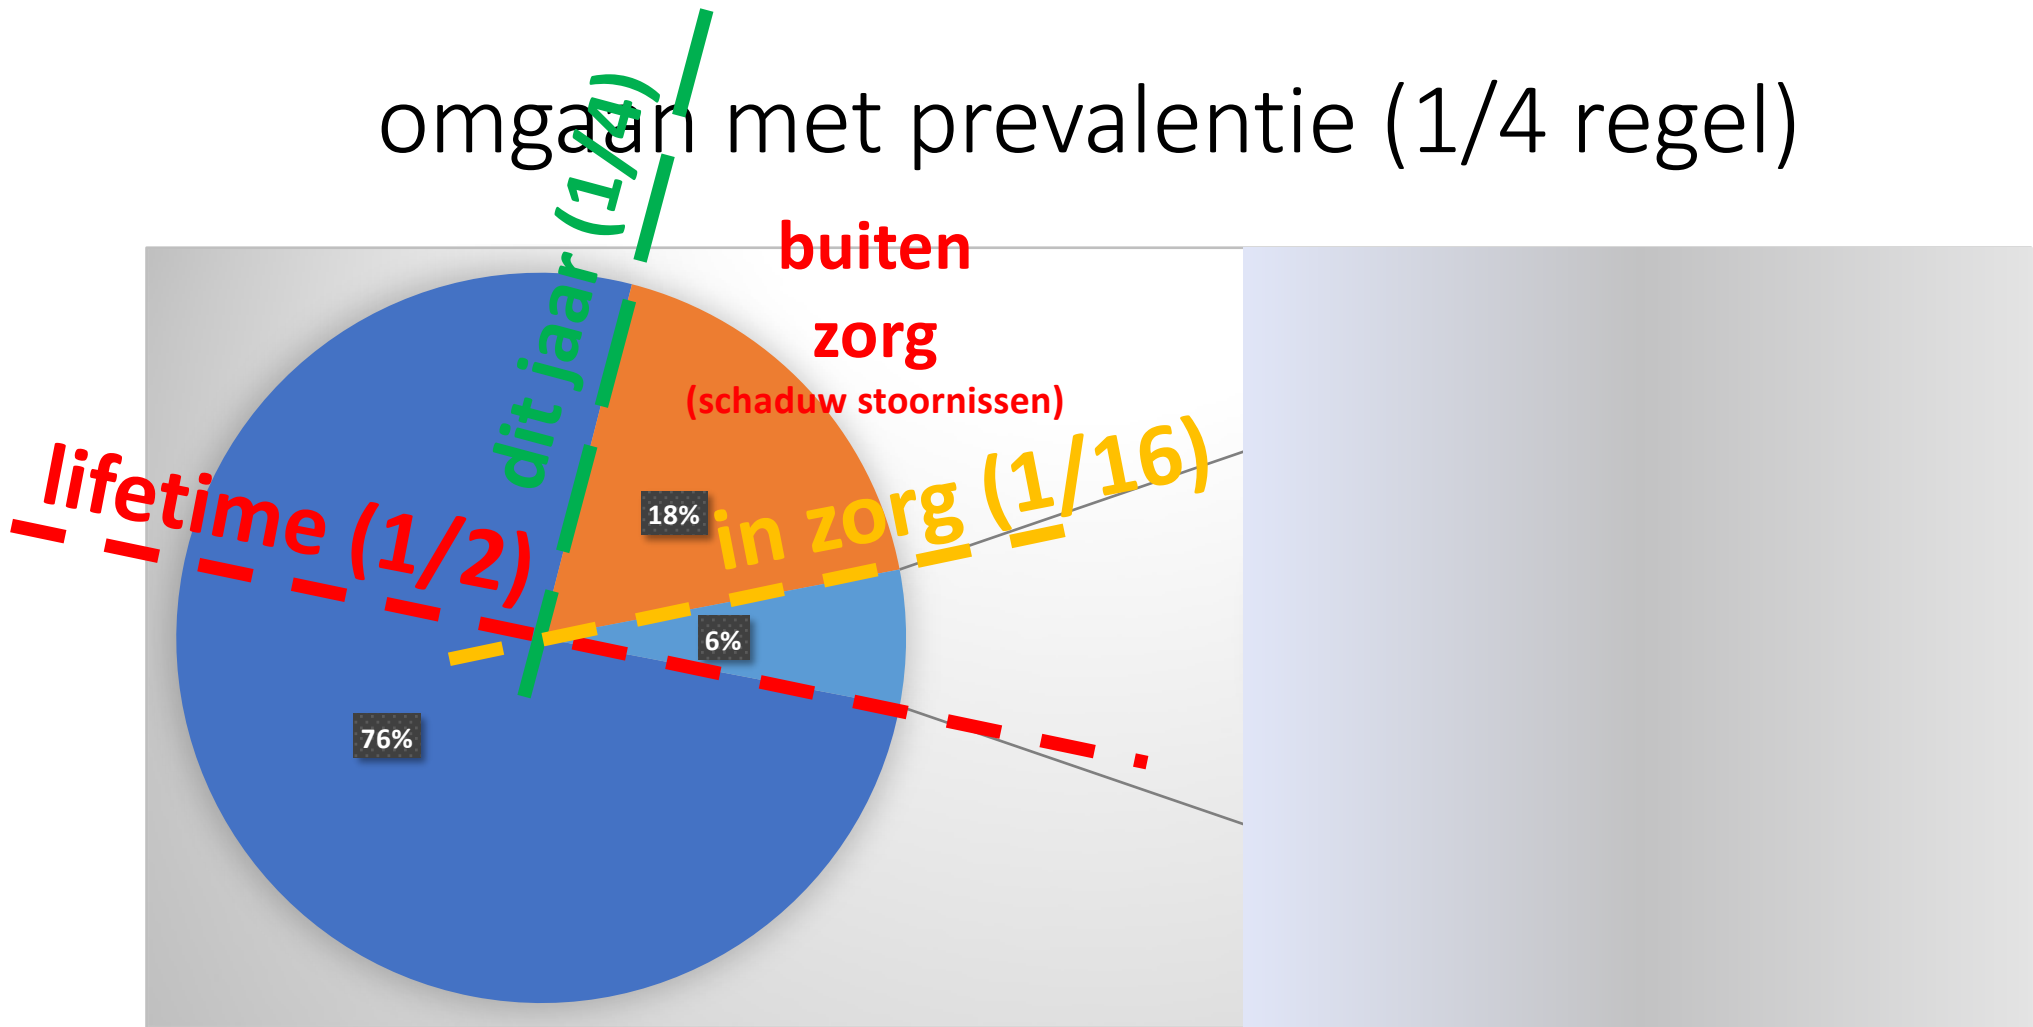 omgaan met prevalentie (1/4 regel)
dit jaar (1/4)
buiten
zorg
(schaduw stoornissen)
lifetime (1/2)
in zorg (1/16)
18%
6%
76%